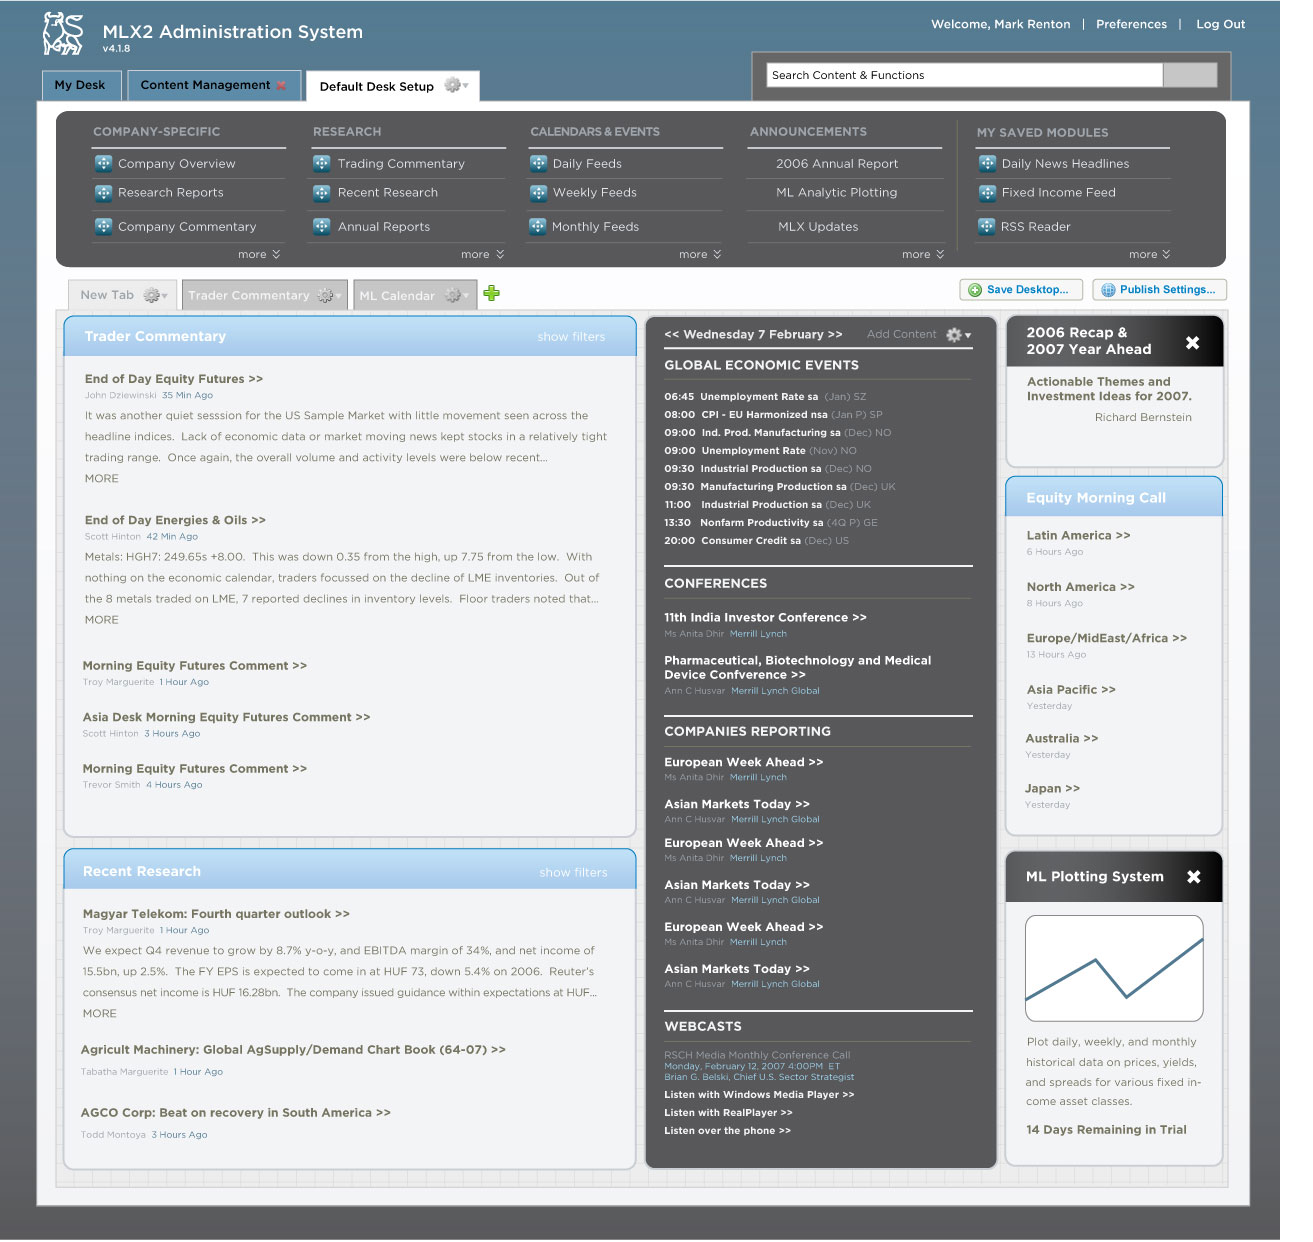 MLX2 Administration System
v4.1.8
Welcome, Mark Renton | Preferences | Log Out
My Desk
Content Management
Default Desk Setup
Search Content & Functions
COMPANY-SPECIFIC
Company Overview
Research Reports
Company Commentary
more
RESEARCH
Trading Commentary
Recent Research
Annual Reports
more
CALENDARS & EVENTS
Daily Feeds
Weekly Feeds
Monthly Feeds
more
ANNOUNCEMENTS
2006 Annual Report
ML Analytic Plotting
MLX Updates
more
MY SAVED MODULES
Daily News Headlines
Fixed Income Feed
RSS Reader
more
New Tab
Trader Commentary
ML Calendar
Save Desktop...
Publish Settings...
Trader Commentary
show filters
End of Day Equity Futures >>
John Dziewinski 35 Min Ago
It was another quiet sesssion for the US Sample Market with little movement seen across the
headline indices. Lack of economic data or market moving news kept stocks in a relatively tight
trading range. Once again, the overall volume and activity levels were below recent...
MORE
End of Day Energies & Oils >>
Scott Hinton 42 Min Ago
Metals: HGH7: 249.65s +8.00. This was down 0.35 from the high, up 7.75 from the low. With
nothing on the economic calendar, traders focussed on the decline of LME inventories. Out of
the 8 metals traded on LME, 7 reported declines in inventory levels. Floor traders noted that...
MORE
Morning Equity Futures Comment >>
Troy Marguerite 1 Hour Ago
Asia Desk Morning Equity Futures Comment >>
Scott Hinton 3 Hours Ago
Morning Equity Futures Comment >>
Trevor Smith 4 Hours Ago
Recent Research
show filters
Magyar Telekom: Fourth quarter outlook >>
Troy Marguerite 1 Hour Ago
We expect Q4 revenue to grow by 8.7% y-o-y, and EBITDA margin of 34%, and net income of
15.5bn, up 2.5%. The FY EPS is expected to come in at HUF 73, down 5.4% on 2006. Reuter's
consensus net income is HUF 16.28bn. The company issued guidance within expectations at HUF...
MORE
Agricult Machinery: Global AgSupply/Demand Chart Book (64-07) >>
Tabatha Marguerite 1 Hour Ago
AGCO Corp: Beat on recovery in South America >>
Todd Montoya 3 Hours Ago
<< Wednesday 7 February >>
Add Content
GLOBAL ECONOMIC EVENTS
06:45 Unemployment Rate sa (Jan) SZ
08:00 CPI - EU Harmonized nsa (Jan P) SP
09:00 Ind. Prod. Manufacturing sa (Dec) NO
09:00 Unemployment Rate (Nov) NO
09:30 Industrial Production sa (Dec) NO
09:30 Manufacturing Production sa (Dec) UK
11:00 Industrial Production sa (Dec) UK
13:30 Nonfarm Productivity sa (4Q P) GE
20:00 Consumer Credit sa (Dec) US
CONFERENCES
11th India Investor Conference >>
Ms Anita Dhir Merrill Lynch
Pharmaceutical, Biotechnology and Medical
Device Confverence >>
Ann C Husvar Merrill Lynch Global
COMPANIES REPORTING
European Week Ahead >>
Ms Anita Dhir Merrill Lynch
Asian Markets Today >>
Ann C Husvar Merrill Lynch Global
European Week Ahead >>
Ms Anita Dhir Merrill Lynch
Asian Markets Today >>
Ann C Husvar Merrill Lynch Global
European Week Ahead >>
Ms Anita Dhir Merrill Lynch
Asian Markets Today >>
Ann C Husvar Merrill Lynch Global
WEBCASTS
RSCH Media Monthly Conference Call
Monday, February 12, 2007 4:00PM ET
Brian G. Belski, Chief U.S. Sector Strategist
Listen with Windows Media Player >>
Listen with RealPlayer >>
Listen over the phone >>
2006 Recap &
2007 Year Ahead
Actionable Themes and
Investment Ideas for 2007.
Richard Bernstein
Equity Morning Call
Latin America >>
6 Hours Ago
North America >>
8 Hours Ago
Europe/MidEast/Africa >>
13 Hours Ago
Asia Pacific >>
Yesterday
Australia >>
Yesterday
Japan >>
Yesterday
ML Plotting System
Plot daily, weekly, and monthly
historical data on prices, yields,
and spreads for various fixed in-
come asset classes.
14 Days Remaining in Trial